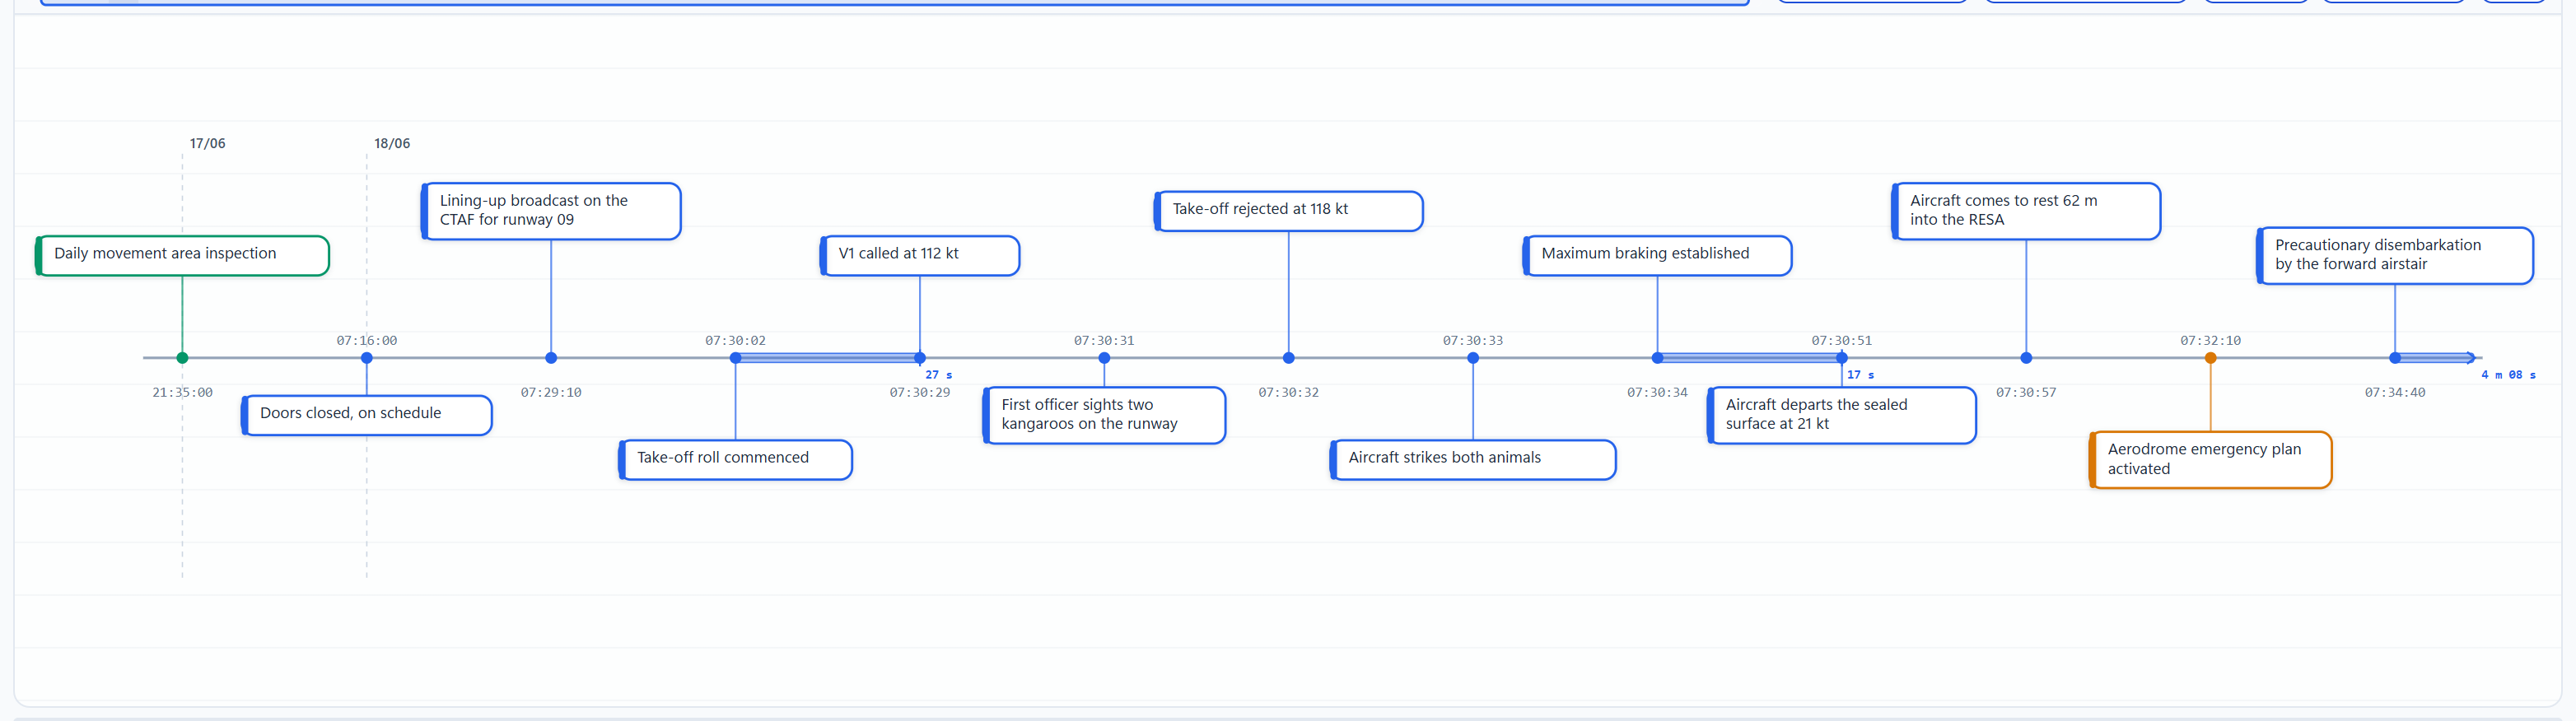 17/06
18/06
Lining-up broadcast on the
CTAF for runway 09
Take-off rejected at 118 kt
Aircraft comes to rest 62 m
into the RESA
Daily movement area inspection
V1 called at 112 kt
Maximum braking established
Precautionary disembarkation
by the forward airstair
07:16:00
07:30:02
07:30:31
07:30:33
07:30:51
07:32:10
27 s
17 s
4 m 08 s
21:35:00
07:29:10
07:30:29
07:30:32
07:30:34
07:30:57
07:34:40
Doors closed, on schedule
First officer sights two
kangaroos on the runway
Aircraft departs the sealed
surface at 21 kt
Take-off roll commenced
Aircraft strikes both animals
Aerodrome emergency plan
activated